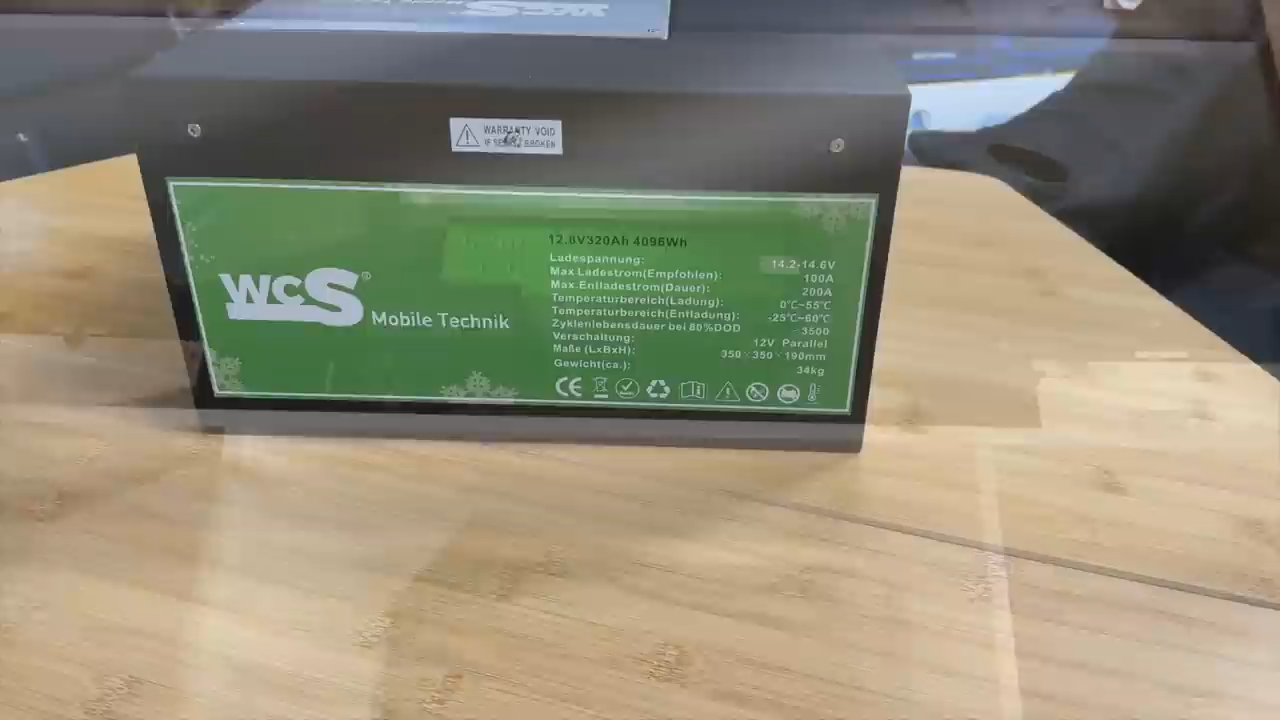 WARRANTY VOID
IF SEAL BROKEN
WCS®
Mobile Technik
12.8V320Ah 4096Wh
Ladespannung: 14.2-14.6V
Max.Ladestrom(Empfohlen): 100A
Max.Entladestrom(Dauer): 200A
Temperaturbereich(Ladung): 0℃~55℃
Temperaturbereich(Entladung): -25℃~60℃
Zyklenlebensdauer bei 80%DOD 3500
Verschaltung: 12V Parallel
Maße (LxBxH): 350×350×190mm
Gewicht(ca.): 34kg
CE